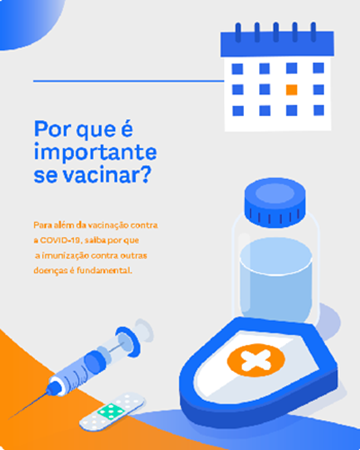 Por que é
importante
se vacinar?
Para além da vacinação contra
a COVID-19, saiba por que
a imunização contra outras
doenças é fundamental.